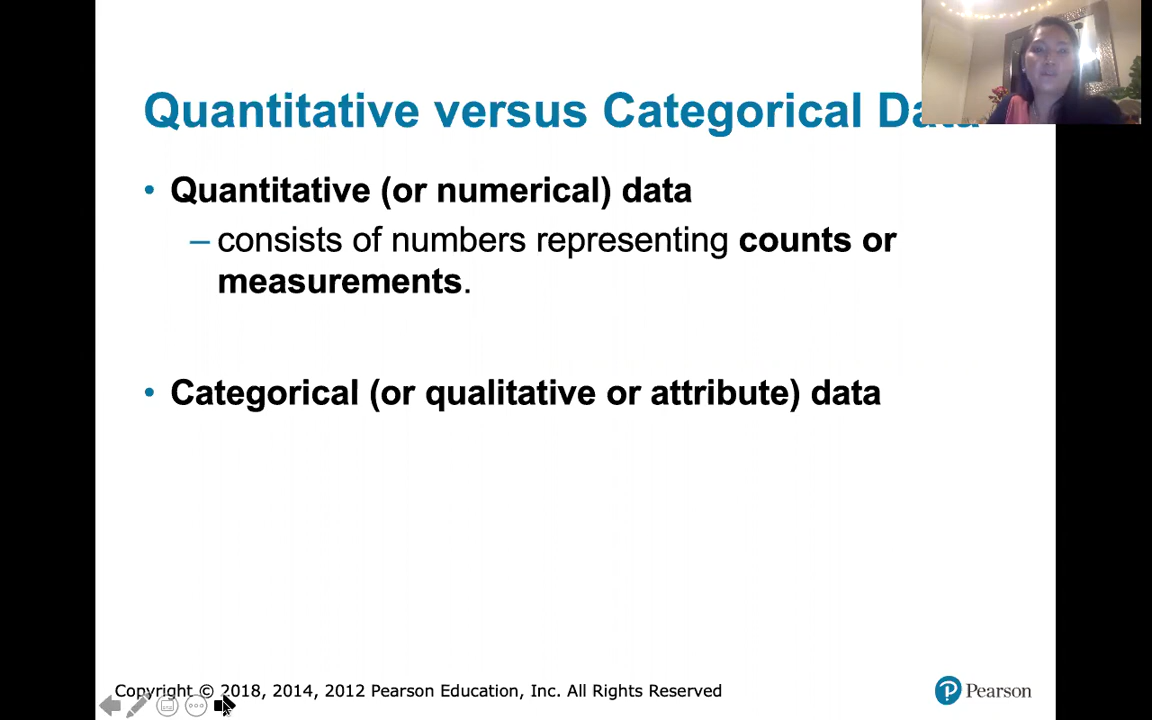 Quantitative versus Categorical Data
• Quantitative (or numerical) data
– consists of numbers representing counts or
measurements.
• Categorical (or qualitative or attribute) data
Copyright © 2018, 2014, 2012 Pearson Education, Inc. All Rights Reserved
P Pearson